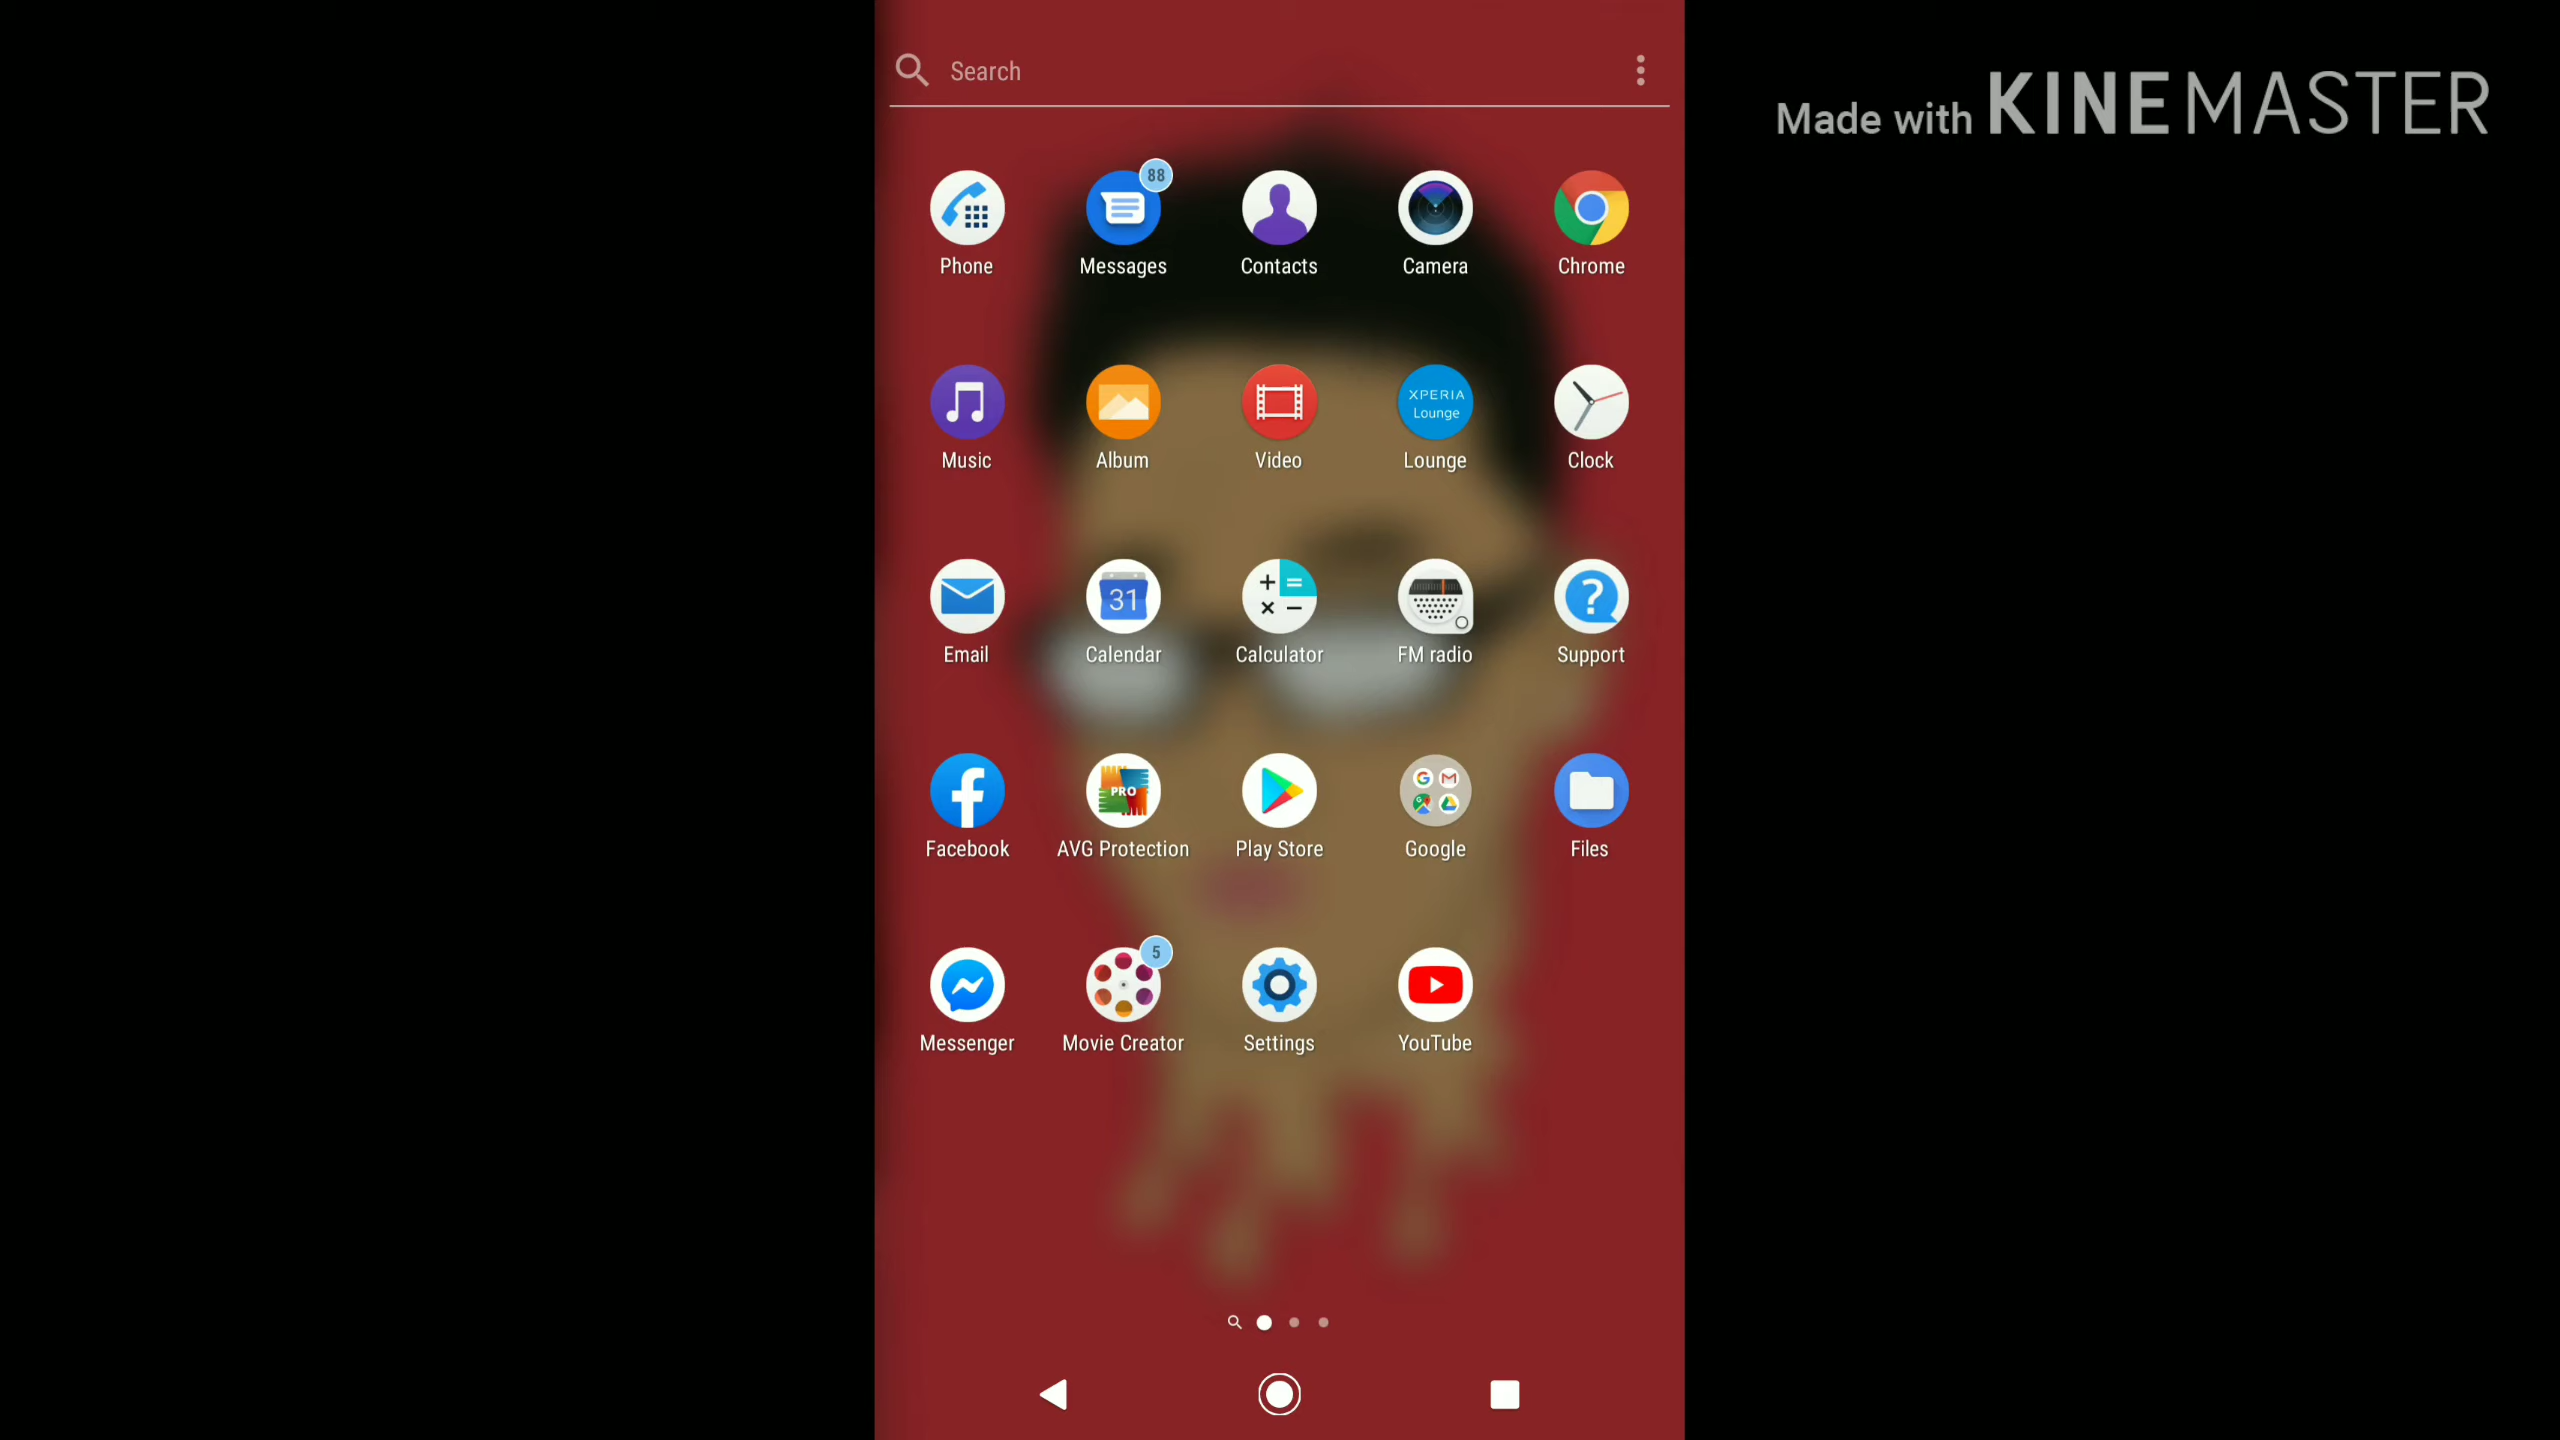 Search
Made with KINEMASTER
88
Phone Messages Contacts Camera Chrome
XPERIA
Lounge
Music Album Video Lounge Clock
31
Email Calendar Calculator FM radio Support
PRO
Facebook AVG Protection Play Store Google Files
5
Messenger Movie Creator Settings YouTube